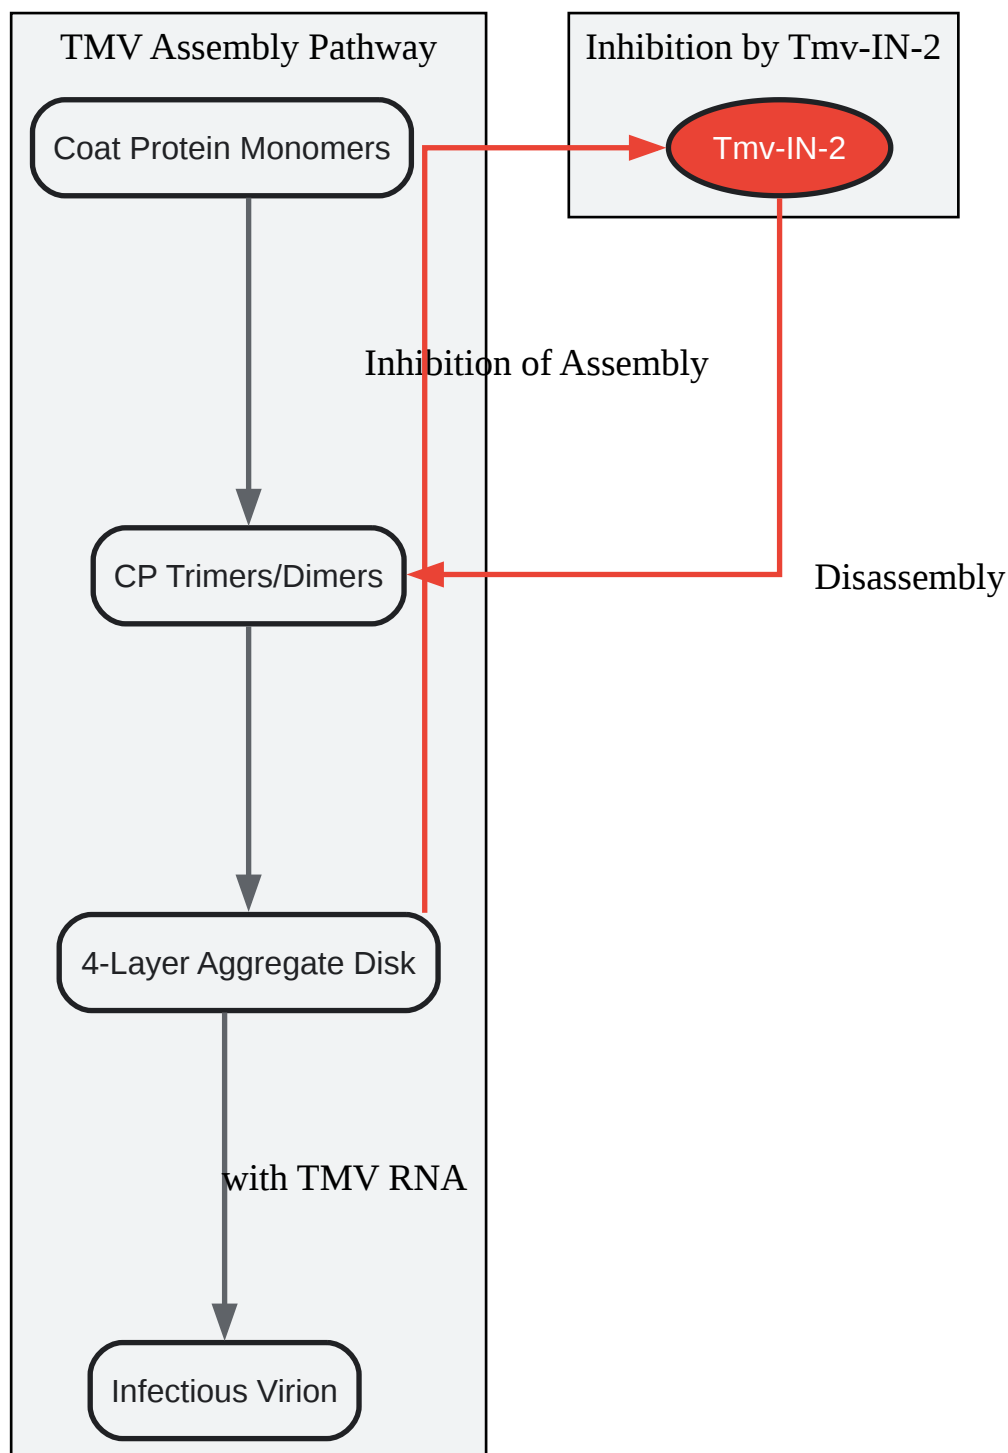 TMV Assembly Pathway
Inhibition by Tmv-IN-2
Coat Protein Monomers
Tmv-IN-2
Inhibition of Assembly
CP Trimers/Dimers
Disassembly
4-Layer Aggregate Disk
with TMV RNA
Infectious Virion